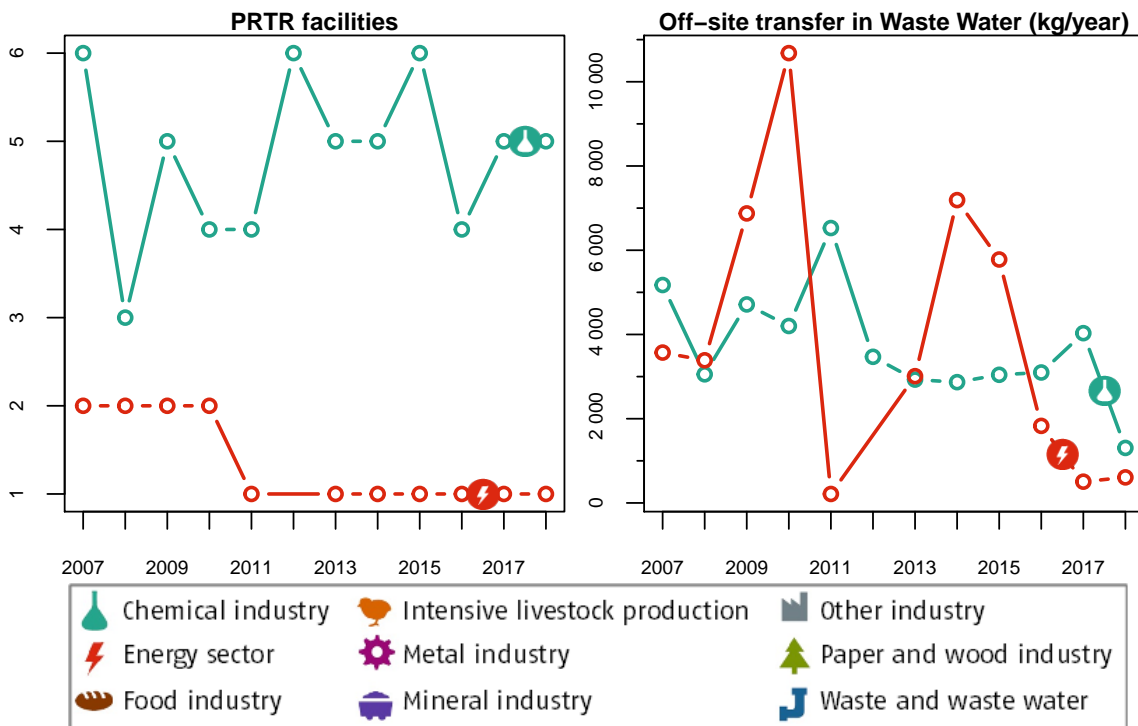 PRTR facilities
6
5
4
3
2
1
2007 2009 2011 2013 2015 2017
Off−site transfer in Waste Water (kg/year)
10 000
8 000
6 000
4 000
2 000
0
2007 2009 2011 2013 2015 2017
Chemical industry Intensive livestock production Other industry
Energy sector Metal industry Paper and wood industry
Food industry Mineral industry Waste and waste water